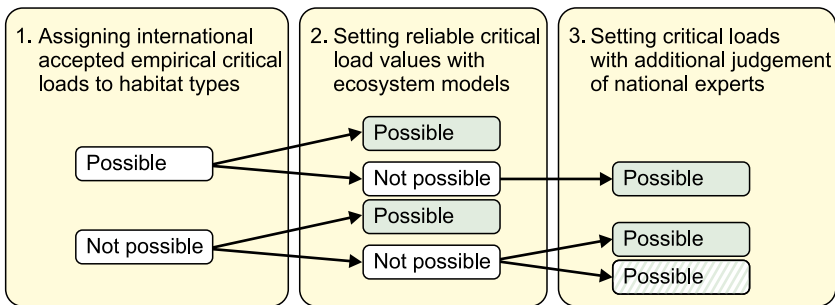 1. Assigning international
accepted empirical critical
loads to habitat types
Possible
Not possible
2. Setting reliable critical
load values with
ecosystem models
Possible
Not possible
Possible
Not possible
3. Setting critical loads
with additional judgement
of national experts
Possible
Possible
Possible